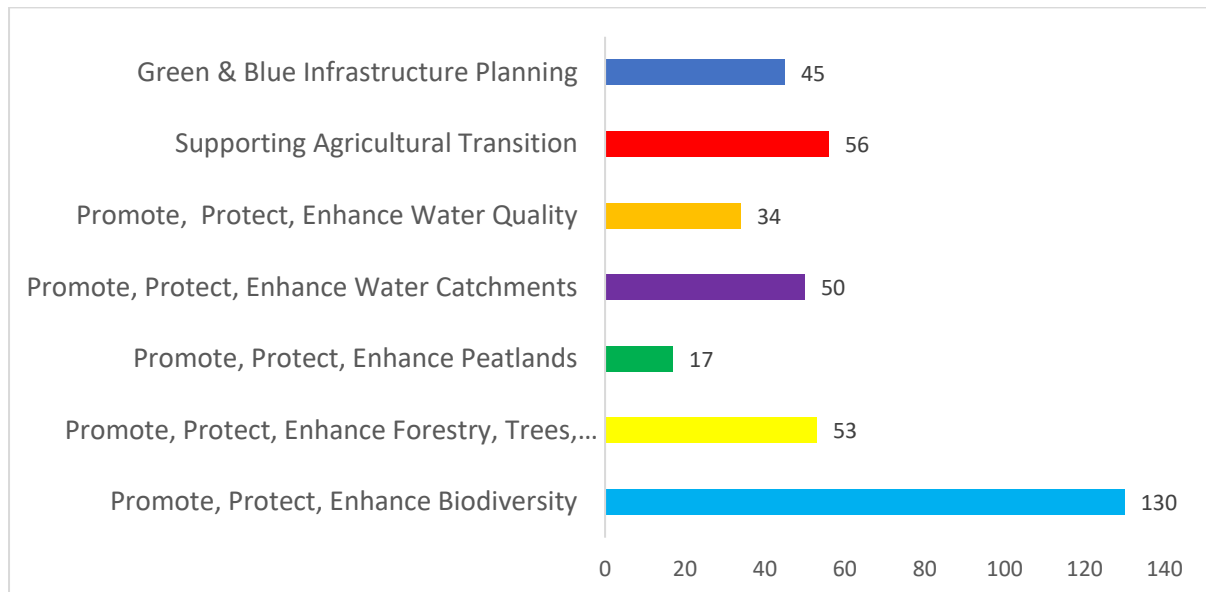 Green & Blue Infrastructure Planning 45
Supporting Agricultural Transition 56
Promote,  Protect, Enhance Water Quality 34
Promote, Protect, Enhance Water Catchments 50
Promote, Protect, Enhance Peatlands 17
Promote, Protect, Enhance Forestry, Trees,... 53
Promote, Protect, Enhance Biodiversity 130
0 20 40 60 80 100 120 140